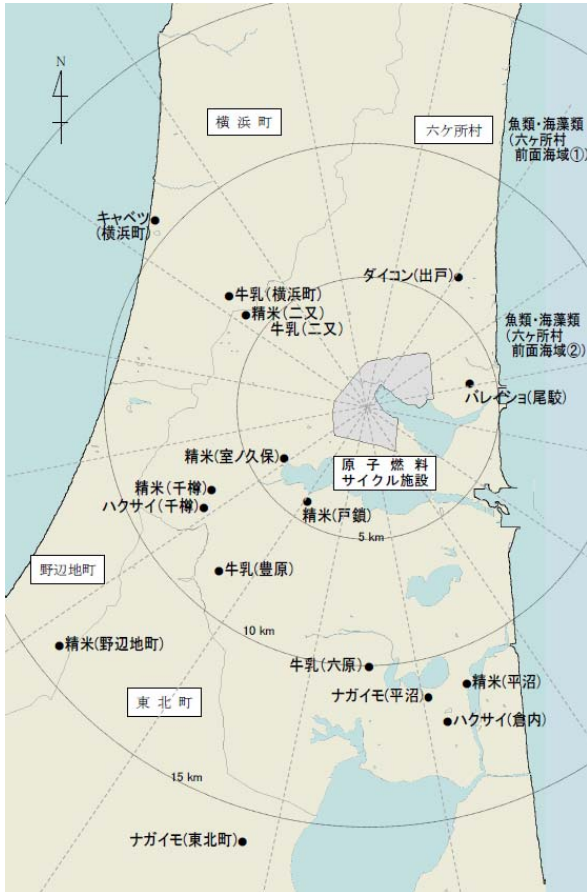 N
横浜町
六ケ所村
魚類・海藻類
(六ヶ所村
前面海域①)
キャベツ
(横浜町)
ダイコン(出戸)
牛乳(横浜町)
精米(二又)
牛乳(二又)
魚類・海藻類
(六ヶ所村
前面海域②)
バレイショ(尾駮)
精米(室ノ久保)
原子燃料
サイクル施設
精米(千樽)
ハクサイ(千樽)
精米(戸鎖)
5 km
野辺地町
牛乳(豊原)
10 km
精米(野辺地町)
牛乳(六原)
精米(平沼)
ナガイモ(平沼)
東北町
ハクサイ(倉内)
15 km
ナガイモ(東北町)